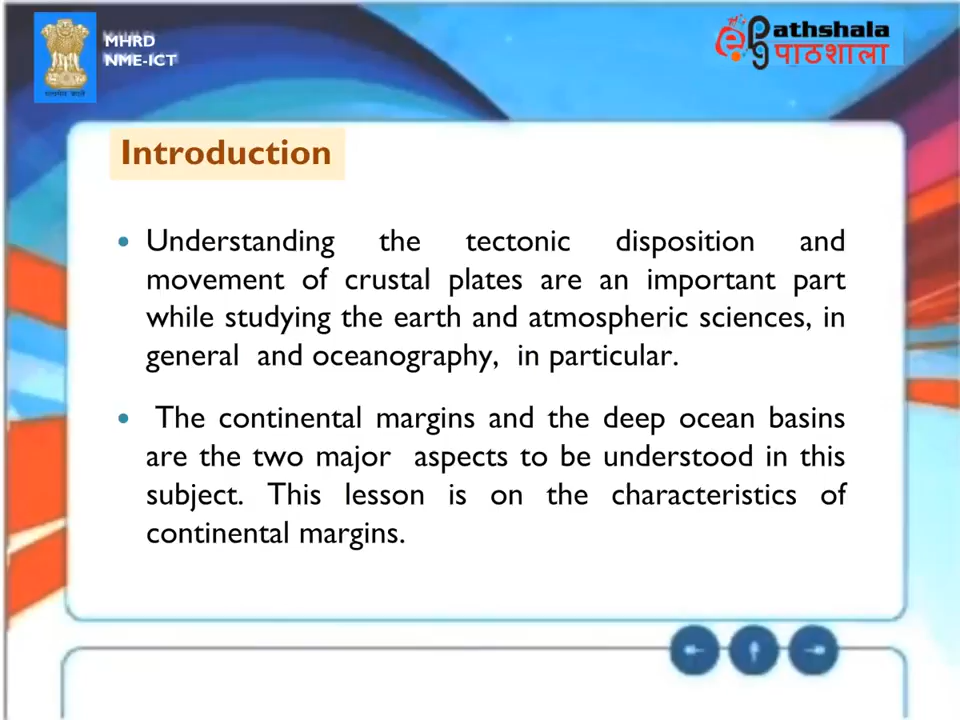 MHRD
NME-ICT
ePG Pathshala
पाठशाला
Introduction
• Understanding the tectonic disposition and
movement of crustal plates are an important part
while studying the earth and atmospheric sciences, in
general and oceanography, in particular.
• The continental margins and the deep ocean basins
are the two major aspects to be understood in this
subject. This lesson is on the characteristics of
continental margins.